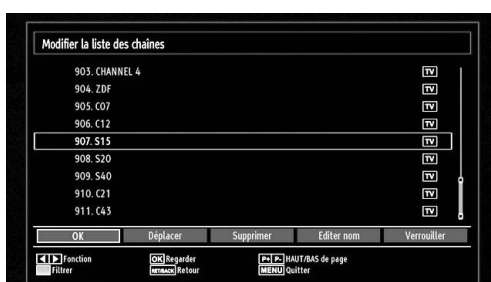 Modifier la liste des chaînes
903. CHANNEL 4 TV
904. ZDF TV
905. C07 TV
906. C12 TV
907. S15 TV
908. S20 TV
909. S40 TV
910. C21 TV
911. C43 TV
OK Déplacer Supprimer Editer nom Verrouiller
Fonction OK Regarder P+ P- HAUT/BAS de page
Filtrer RET/BACK Retour MENU Quitter